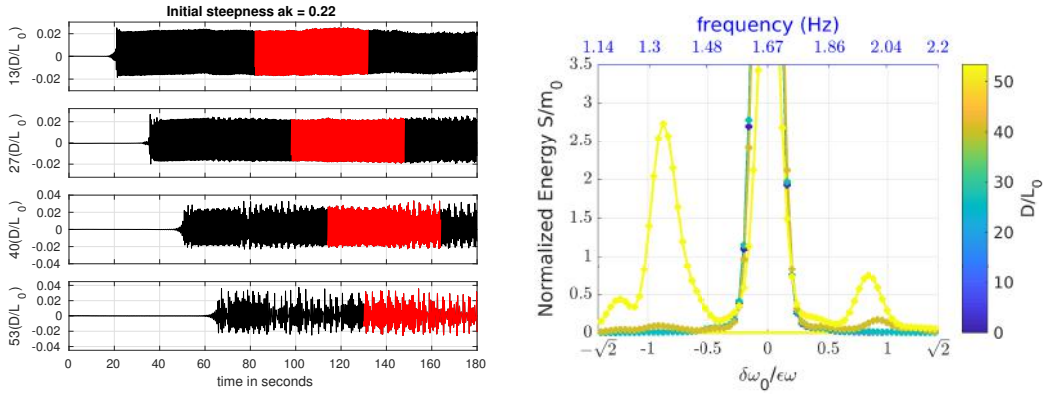 Initial steepness ak = 0.22
13(D/L₀)
0.02
0
-0.02
27(D/L₀)
0.02
0
-0.02
40(D/L₀)
0.04
0.02
0
-0.02
-0.04
53(D/L₀)
0.04
0.02
0
-0.02
-0.04
0 20 40 60 80 100 120 140 160 180
time in seconds
frequency (Hz)
1.14 1.3 1.48 1.67 1.86 2.04 2.2
Normalized Energy S/m₀
3.5
3
2.5
2
1.5
1
0.5
0
−√2 -1 -0.5 0 0.5 1 √2
δω₀/ϵω
50
40
30
20
10
0
D/L₀